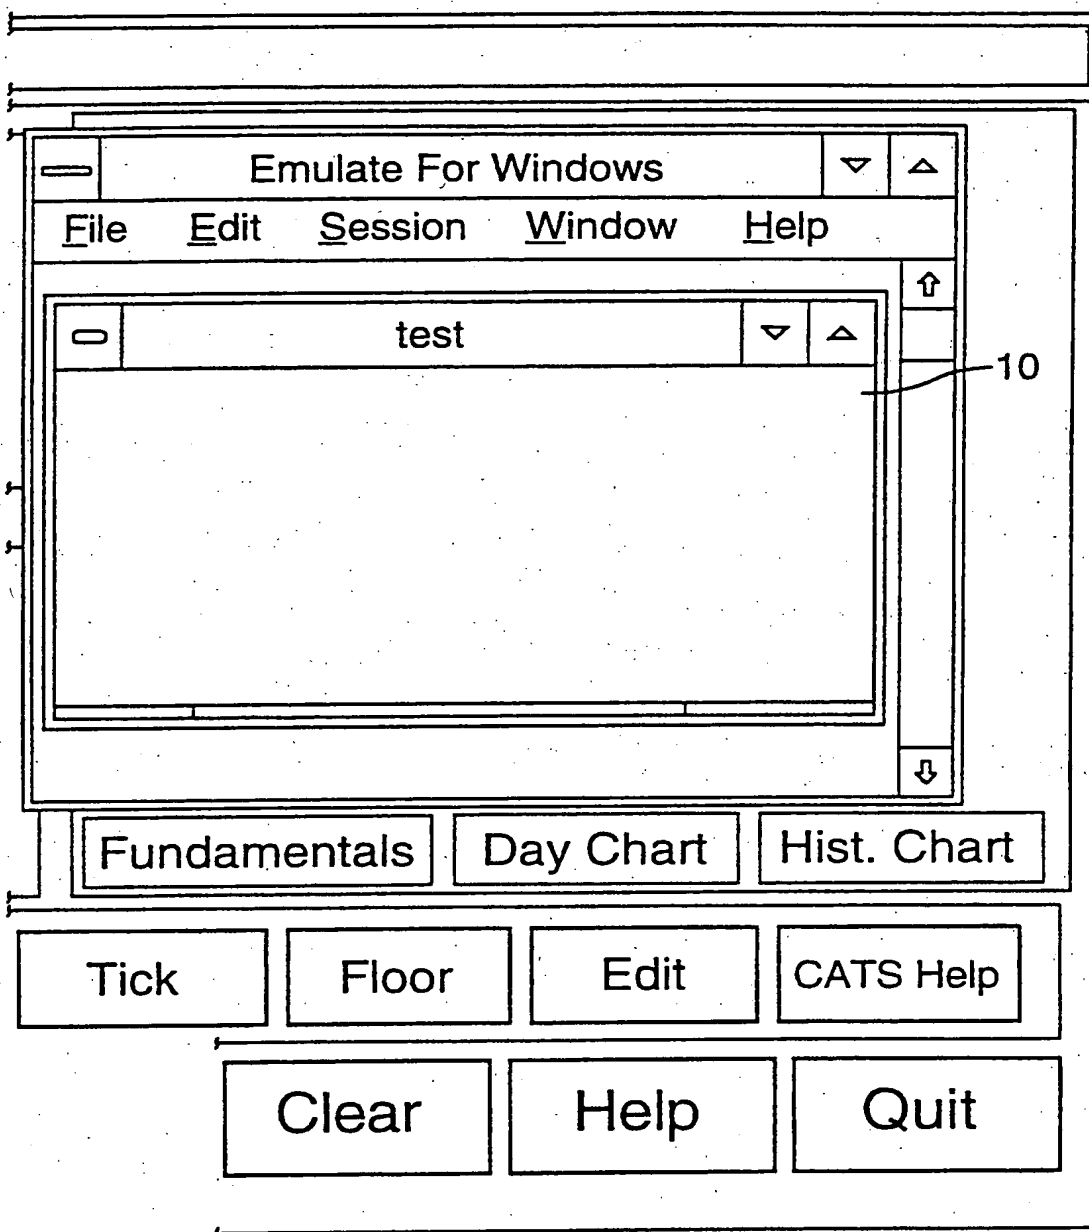 Emulate For Windows
File Edit Session Window Help
test
10
Fundamentals Day Chart Hist. Chart
Tick Floor Edit CATS Help
Clear Help Quit